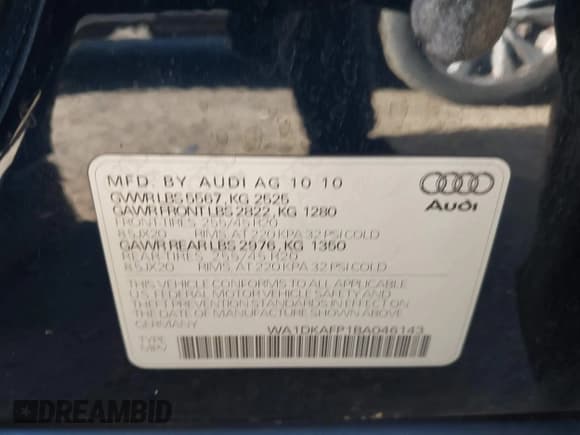 MFD. BY AUDI AG 10 10
GVWR LBS 5567, KG 2525
GAWR FRONT LBS 2822, KG 1280
FRONT-TIRES 255/45 R20
8.5JX20 RIMS, AT 220 KPA 32 PSI COLD
GAWR REAR LBS 2976, KG 1350
REAR-TIRES 255/45 R20
8.5JX20 RIMS, AT 220 KPA 32 PSI COLD
THIS VEHICLE CONFORMS TO ALL APPLICABLE
U.S. FEDERAL MOTOR VEHICLE SAFETY AND THEFT
PREVENTION STANDARDS IN EFFECT ON
THE DATE OF MANUFACTURE SHOWN ABOVE
GERMANY WA1DKAFP1BA046143
TYPE
MPV
Audi
DREAMBID